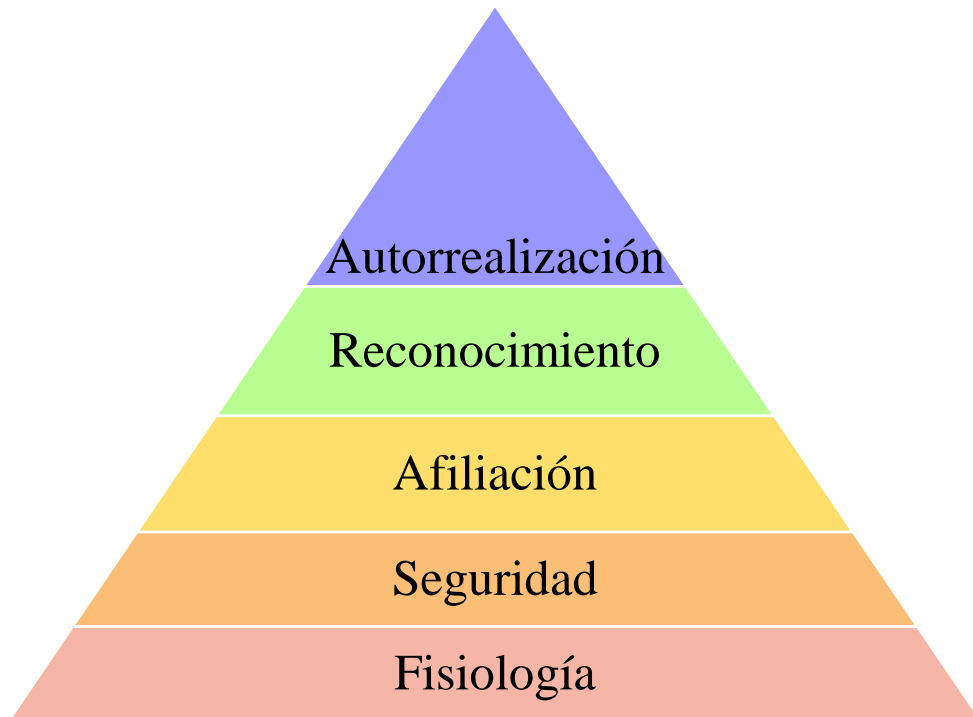 Autorrealización
Reconocimiento
Afiliación
Seguridad
Fisiología